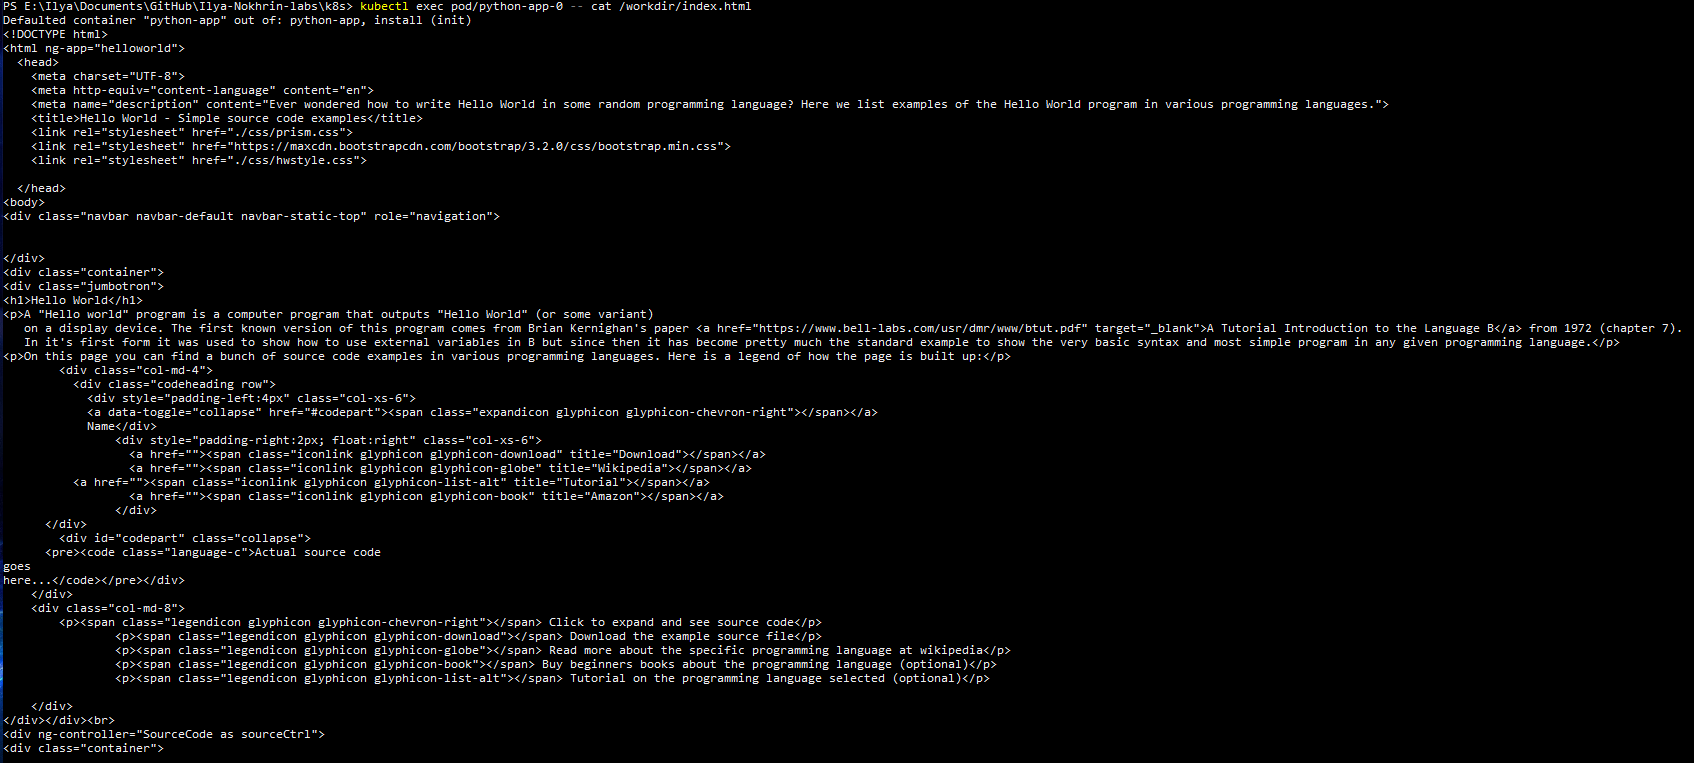 PS E:\Ilya\Documents\GitHub\Ilya-Nokhrin-labs\k8s> kubectl exec pod/python-app-0 -- cat /workdir/index.html
Defaulted container "python-app" out of: python-app, install (init)
<!DOCTYPE html>
<html ng-app="helloworld">
  <head>
    <meta charset="UTF-8">
    <meta http-equiv="content-language" content="en">
    <meta name="description" content="Ever wondered how to write Hello World in some random programming language? Here we list examples of the Hello World program in various programming languages.">
    <title>Hello World - Simple source code examples</title>
    <link rel="stylesheet" href="./css/prism.css">
    <link rel="stylesheet" href="https://maxcdn.bootstrapcdn.com/bootstrap/3.2.0/css/bootstrap.min.css">
    <link rel="stylesheet" href="./css/hwstyle.css">

  </head>
<body>
<div class="navbar navbar-default navbar-static-top" role="navigation">


</div>
<div class="container">
<div class="jumbotron">
<h1>Hello World</h1>
<p>A "Hello world" program is a computer program that outputs "Hello World" (or some variant)
   on a display device. The first known version of this program comes from Brian Kernighan's paper <a href="https://www.bell-labs.com/usr/dmr/www/btut.pdf" target="_blank">A Tutorial Introduction to the Language B</a> from 1972 (chapter 7).
   In it's first form it was used to show how to use external variables in B but since then it has become pretty much the standard example to show the very basic syntax and most simple program in any given programming language.</p>
<p>On this page you can find a bunch of source code examples in various programming languages. Here is a legend of how the page is built up:</p>
        <div class="col-md-4">
          <div class="codeheading row">
            <div style="padding-left:4px" class="col-xs-6">
            <a data-toggle="collapse" href="#codepart"><span class="expandicon glyphicon glyphicon-chevron-right"></span></a>
            Name</div>
                <div style="padding-right:2px; float:right" class="col-xs-6">
                  <a href=""><span class="iconlink glyphicon glyphicon-download" title="Download"></span></a>
                  <a href=""><span class="iconlink glyphicon glyphicon-globe" title="Wikipedia"></span></a>
          <a href=""><span class="iconlink glyphicon glyphicon-list-alt" title="Tutorial"></span></a>
                  <a href=""><span class="iconlink glyphicon glyphicon-book" title="Amazon"></span></a>
                </div>
      </div>
        <div id="codepart" class="collapse">
      <pre><code class="language-c">Actual source code
goes
here...</code></pre></div>
    </div>
    <div class="col-md-8">
        <p><span class="legendicon glyphicon glyphicon-chevron-right"></span> Click to expand and see source code</p>
                <p><span class="legendicon glyphicon glyphicon-download"></span> Download the example source file</p>
                <p><span class="legendicon glyphicon glyphicon-globe"></span> Read more about the specific programming language at wikipedia</p>
                <p><span class="legendicon glyphicon glyphicon-book"></span> Buy beginners books about the programming language (optional)</p>
                <p><span class="legendicon glyphicon glyphicon-list-alt"></span> Tutorial on the programming language selected (optional)</p>

    </div>
</div></div><br>
<div ng-controller="SourceCode as sourceCtrl">
<div class="container">